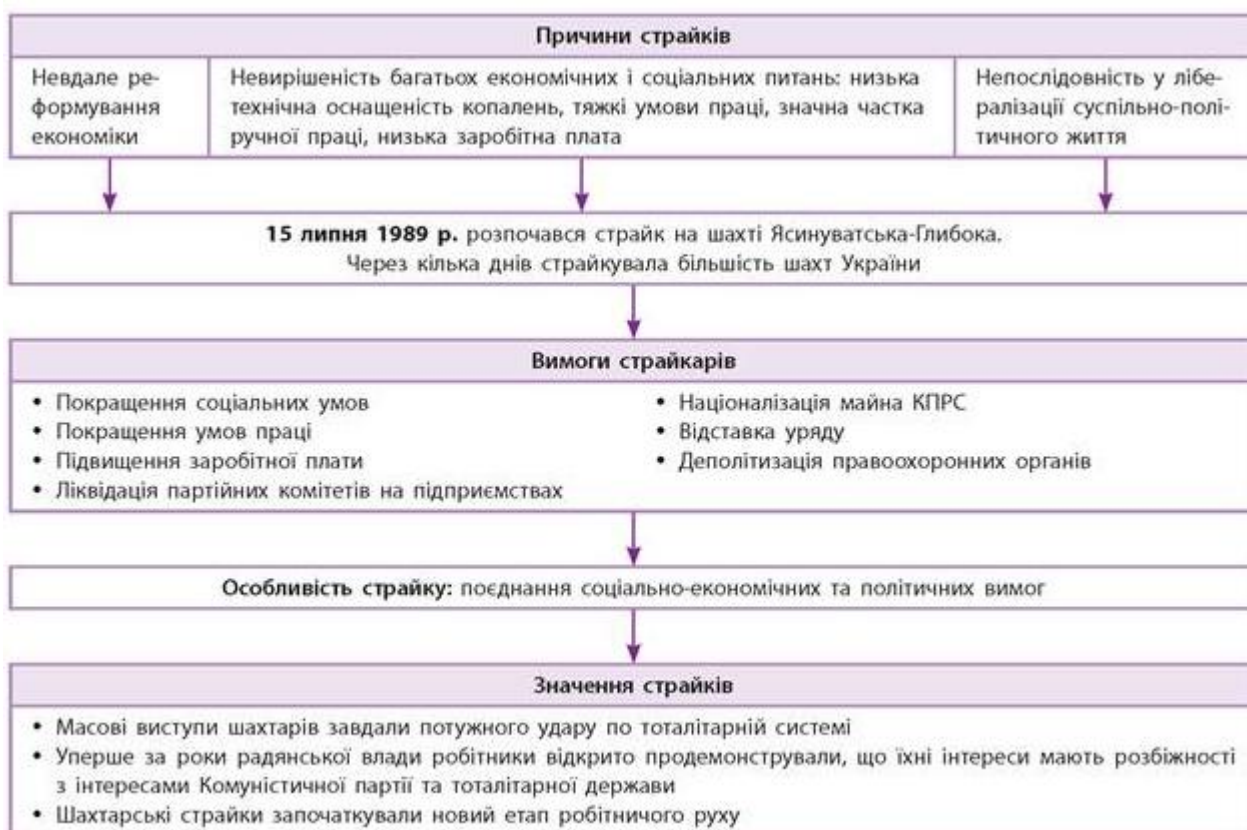 Причини страйків
Невдале ре-
формування
економіки
Невирішеність багатьох економічних і соціальних питань: низька
технічна оснащеність копалень, тяжкі умови праці, значна частка
ручної праці, низька заробітна плата
Непослідовність у лібе-
ралізації суспільно-полі-
тичного життя
15 липня 1989 р. розпочався страйк на шахті Ясинуватська-Глибока.
Через кілька днів страйкувала більшість шахт України
Вимоги страйкарів
• Покращення соціальних умов
• Покращення умов праці
• Підвищення заробітної плати
• Ліквідація партійних комітетів на підприємствах
• Націоналізація майна КПРС
• Відставка уряду
• Деполітизація правоохоронних органів
Особливість страйку: поєднання соціально-економічних та політичних вимог
Значення страйків
• Масові виступи шахтарів завдали потужного удару по тоталітарній системі
• Уперше за роки радянської влади робітники відкрито продемонстрували, що їхні інтереси мають розбіжності
з інтересами Комуністичної партії та тоталітарної держави
• Шахтарські страйки започаткували новий етап робітничого руху